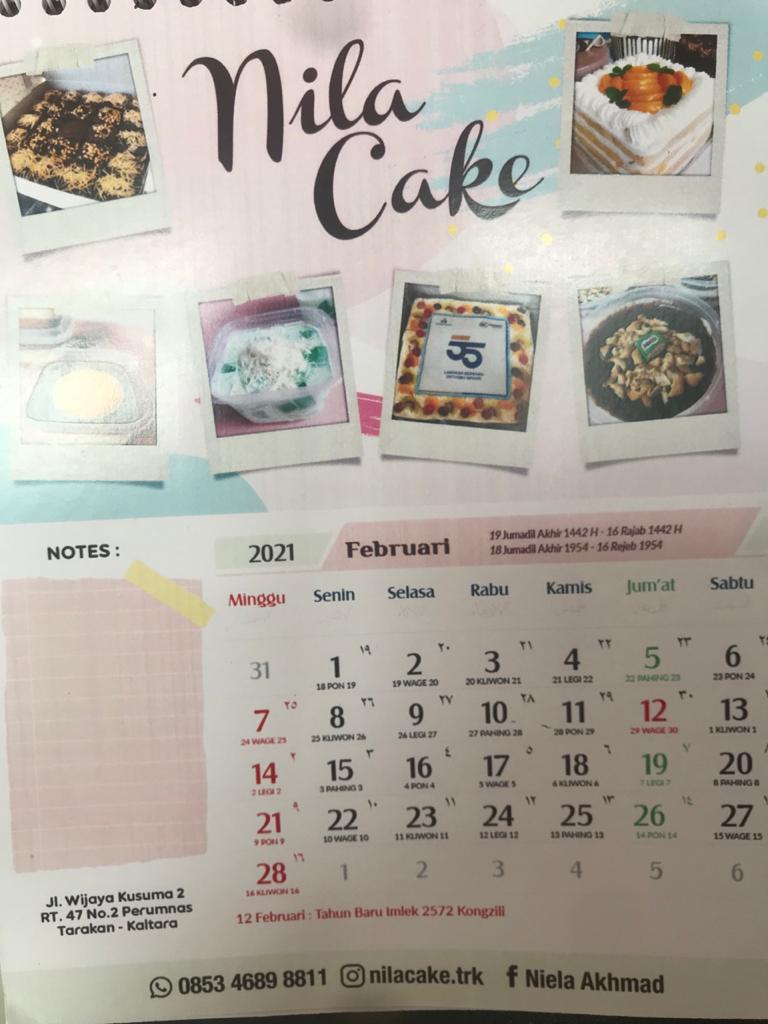 Nila
Cake
35
NOTES :
2021 Februari
19 Jumadil Akhir 1442 H - 16 Rajab 1442 H
18 Jumadil Akhir 1954 - 16 Rejeb 1954
Minggu Senin Selasa Rabu Kamis Jum'at Sabtu
31 1 ١٩ 2 ٢٠ 3 ٢١ 4 ٢٢ 5 ٢٣ 6
18 PON 19 19 WAGE 20 20 KLIWON 21 21 LEGI 22 22 PAHING 23 23 PON 24
7 ٢٥ 8 ٢٦ 9 ٢٧ 10 ٢٨ 11 ٢٩ 12 ٣٠ 13
24 WAGE 25 25 KLIWON 26 26 LEGI 27 27 PAHING 28 28 PON 29 29 WAGE 30 1 KLIWON 1
14 ٢ 15 ٣ 16 ٤ 17 ٥ 18 ٦ 19 ٧ 20
2 LEGI 2 3 PAHING 3 4 PON 4 5 WAGE 5 6 KLIWON 6 7 LEGI 7 8 PAHING 8
21 ٩ 22 ١٠ 23 ١١ 24 ١٢ 25 ١٣ 26 ١٤ 27
9 PON 9 10 WAGE 10 11 KLIWON 11 12 LEGI 12 13 PAHING 13 14 PON 14 15 WAGE 15
28 ١٦ 1 2 3 4 5 6
16 KLIWON 16
12 Februari : Tahun Baru Imlek 2572 Kongzili
Jl. Wijaya Kusuma 2
RT. 47 No.2 Perumnas
Tarakan - Kaltara
0853 4689 8811 nilacake.trk f Niela Akhmad